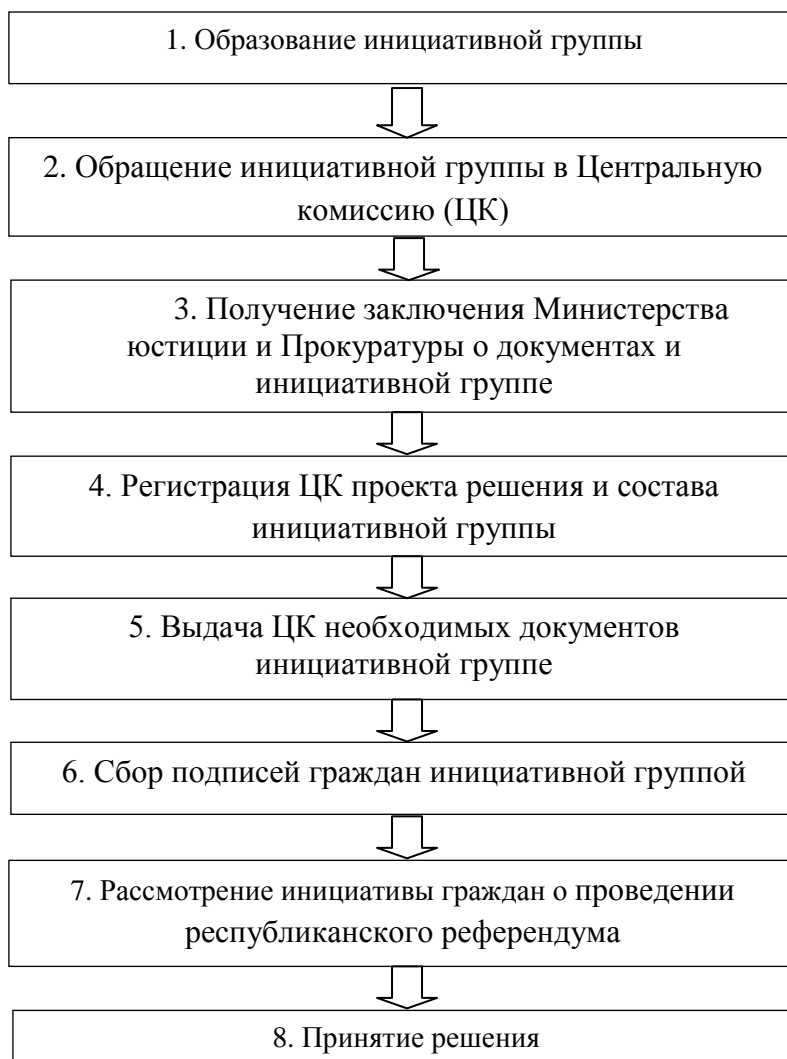 1. Образование инициативной группы
2. Обращение инициативной группы в Центральную
комиссию (ЦК)
3. Получение заключения Министерства
юстиции и Прокуратуры о документах и
инициативной группе
4. Регистрация ЦК проекта решения и состава
инициативной группы
5. Выдача ЦК необходимых документов
инициативной группе
6. Сбор подписей граждан инициативной группой
7. Рассмотрение инициативы граждан о проведении
республиканского референдума
8. Принятие решения